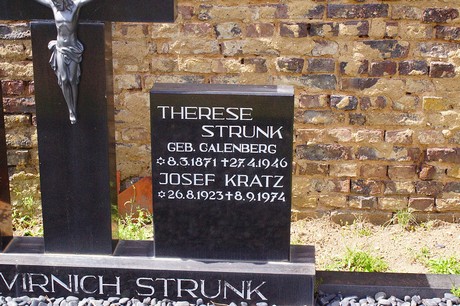 THERESE
STRUNK
GEB. CALENBERG
✡ 8.3.1871 ✝ 27.4.1946
JOSEF KRATZ
✡ 26.8.1923 ✝ 8.9.1974
VIRNICH STRUNK